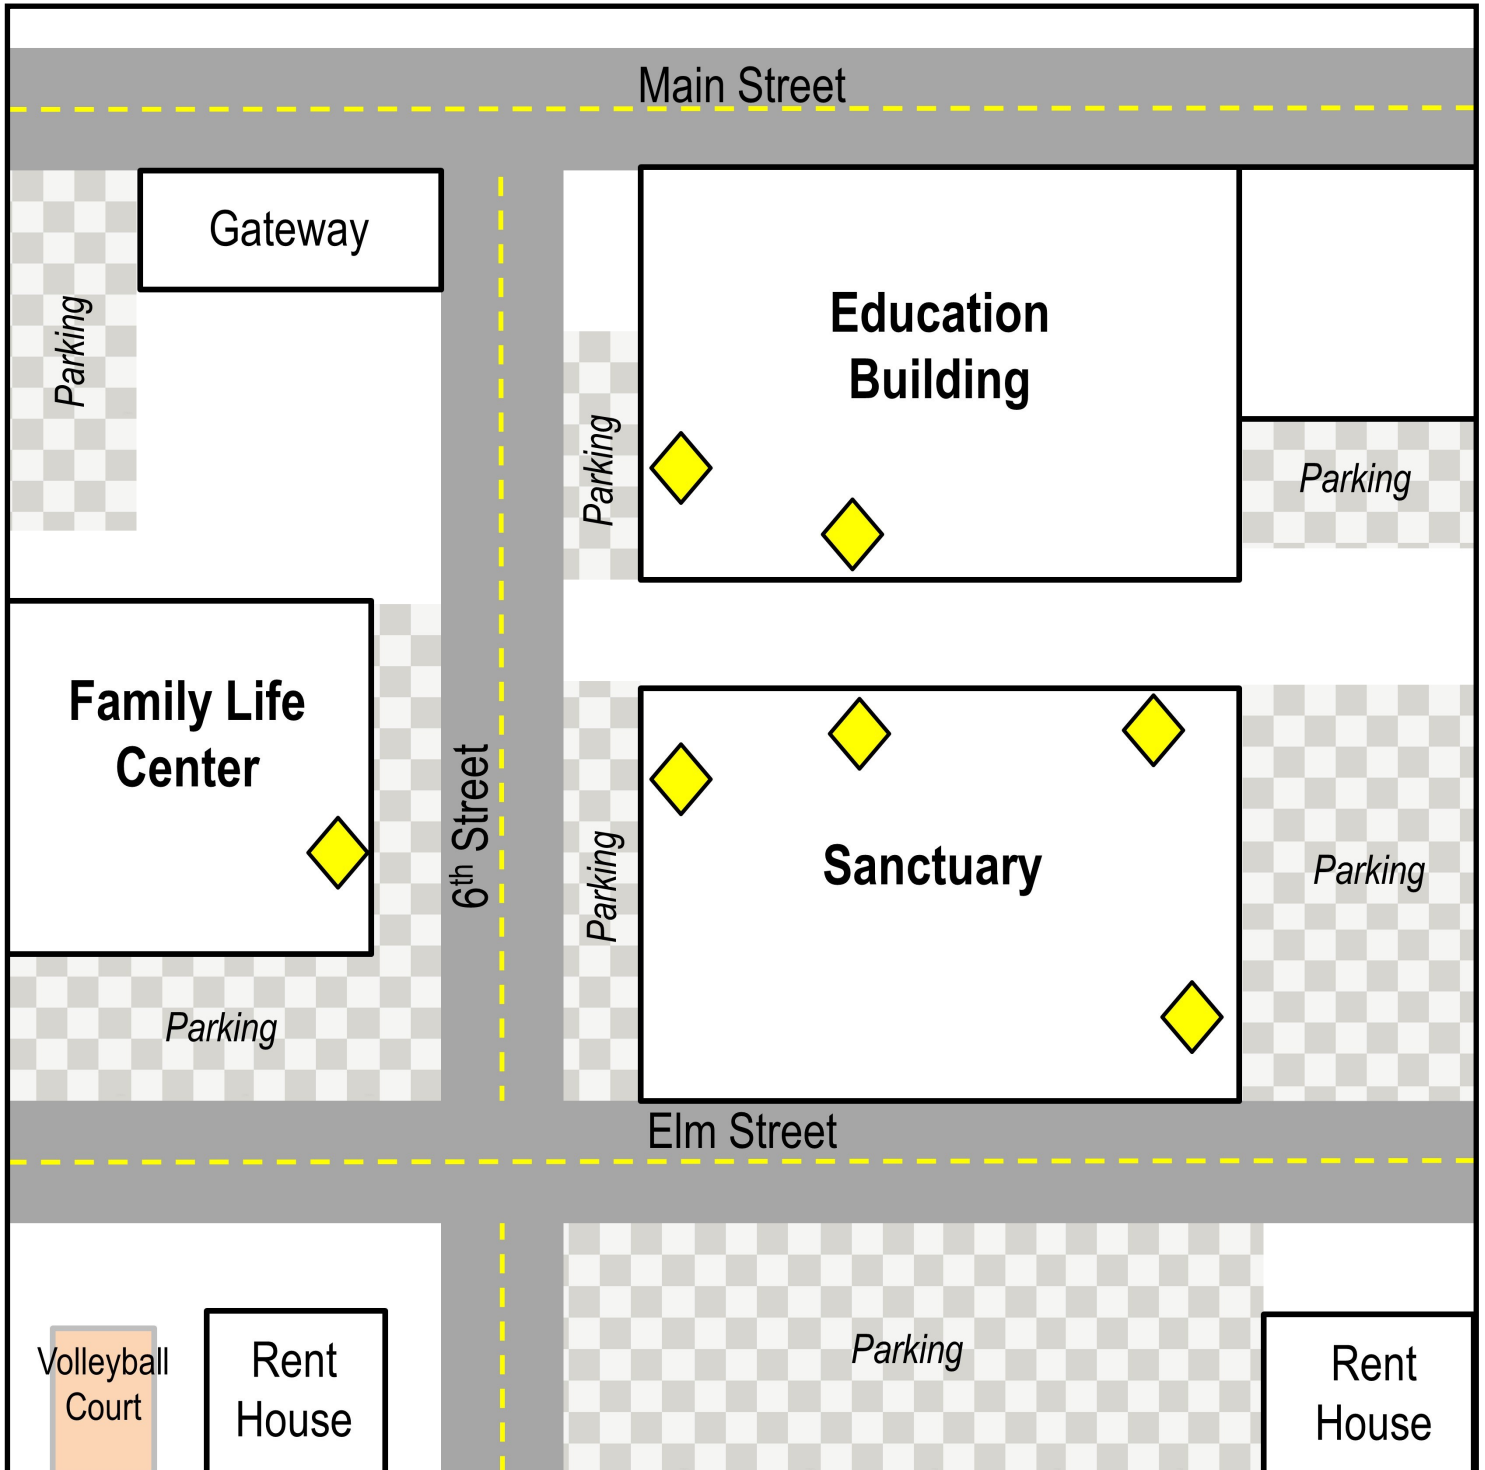 Main Street
Gateway
Parking
Education
Building
Parking
Parking
Family Life
Center
6th Street
Sanctuary
Parking
Parking
Parking
Elm Street
Volleyball
Court
Rent
House
Parking
Rent
House